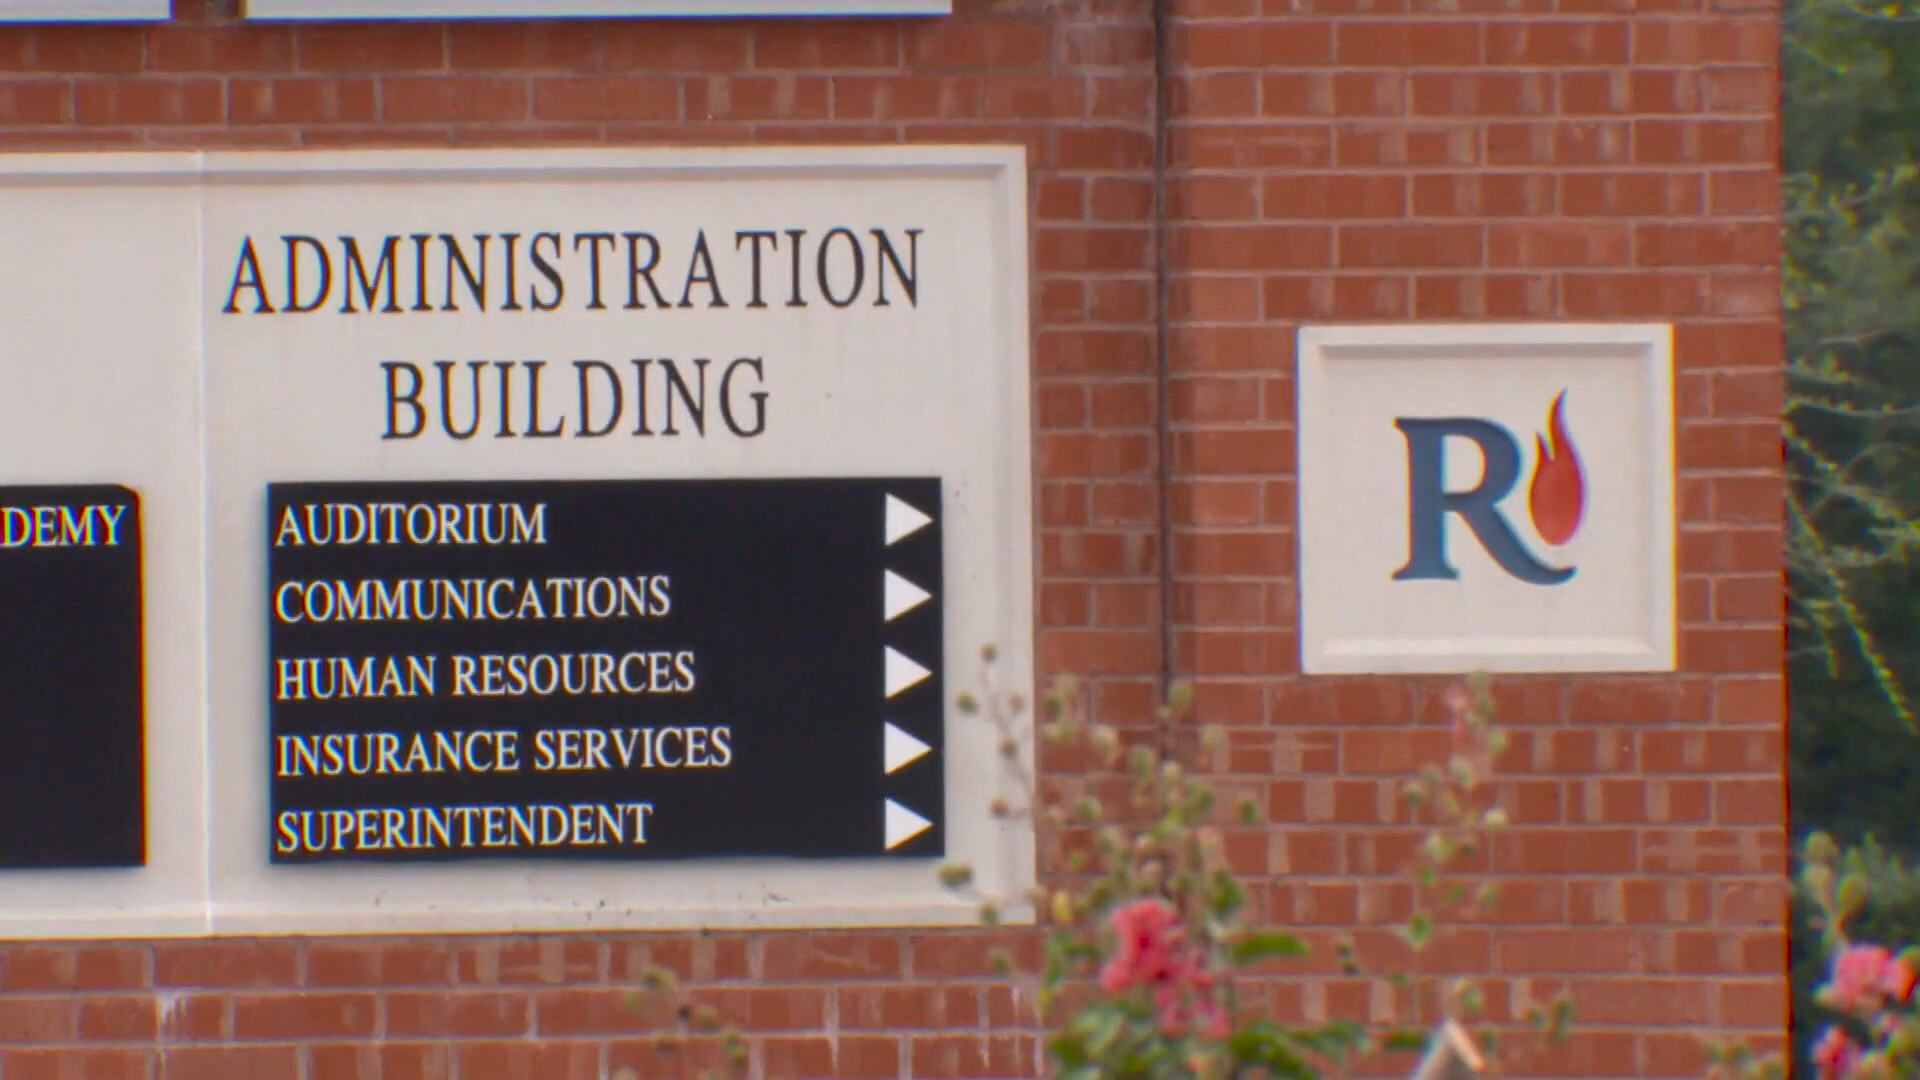 ADMINISTRATION
BUILDING
DEMY
AUDITORIUM
COMMUNICATIONS
HUMAN RESOURCES
INSURANCE SERVICES
SUPERINTENDENT
R